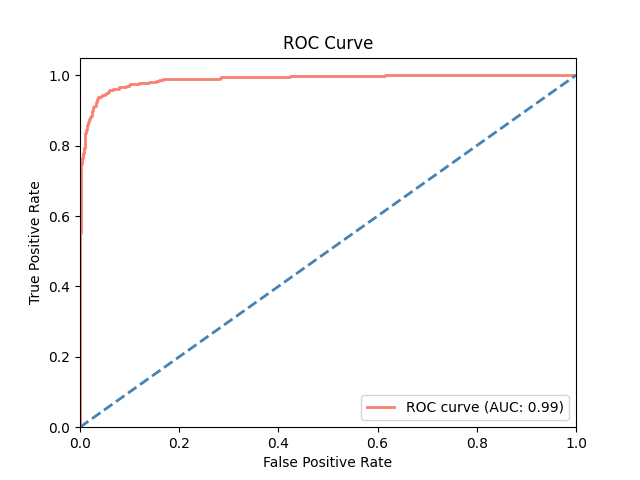 ROC Curve
1.0
0.8
0.6
0.4
0.2
0.0
True Positive Rate
ROC curve (AUC: 0.99)
0.0 0.2 0.4 0.6 0.8 1.0
False Positive Rate